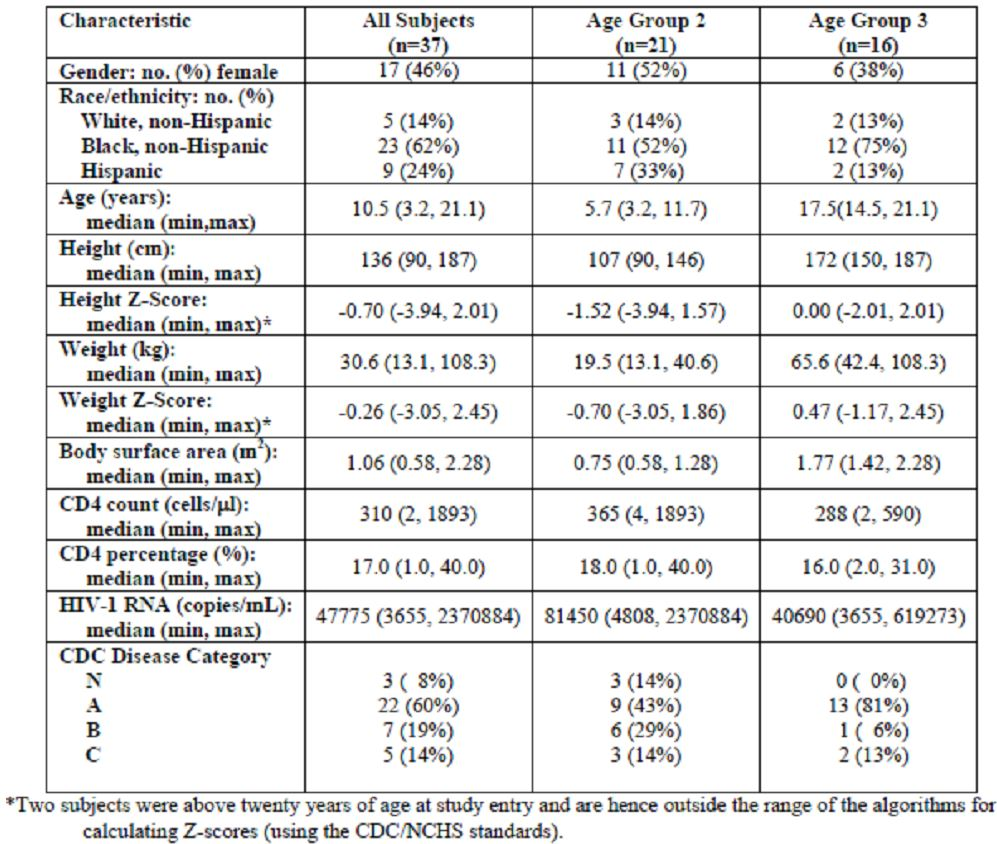 Characteristic All Subjects (n=37) Age Group 2 (n=21) Age Group 3 (n=16)
Gender: no. (%) female 17 (46%) 11 (52%) 6 (38%)
Race/ethnicity: no. (%)
White, non-Hispanic 5 (14%) 3 (14%) 2 (13%)
Black, non-Hispanic 23 (62%) 11 (52%) 12 (75%)
Hispanic 9 (24%) 7 (33%) 2 (13%)
Age (years):
median (min,max) 10.5 (3.2, 21.1) 5.7 (3.2, 11.7) 17.5(14.5, 21.1)
Height (cm):
median (min, max) 136 (90, 187) 107 (90, 146) 172 (150, 187)
Height Z-Score:
median (min, max)* -0.70 (-3.94, 2.01) -1.52 (-3.94, 1.57) 0.00 (-2.01, 2.01)
Weight (kg):
median (min, max) 30.6 (13.1, 108.3) 19.5 (13.1, 40.6) 65.6 (42.4, 108.3)
Weight Z-Score:
median (min, max)* -0.26 (-3.05, 2.45) -0.70 (-3.05, 1.86) 0.47 (-1.17, 2.45)
Body surface area (m²):
median (min, max) 1.06 (0.58, 2.28) 0.75 (0.58, 1.28) 1.77 (1.42, 2.28)
CD4 count (cells/µl):
median (min, max) 310 (2, 1893) 365 (4, 1893) 288 (2, 590)
CD4 percentage (%):
median (min, max) 17.0 (1.0, 40.0) 18.0 (1.0, 40.0) 16.0 (2.0, 31.0)
HIV-1 RNA (copies/mL):
median (min, max) 47775 (3655, 2370884) 81450 (4808, 2370884) 40690 (3655, 619273)
CDC Disease Category
N 3 ( 8%) 3 (14%) 0 ( 0%)
A 22 (60%) 9 (43%) 13 (81%)
B 7 (19%) 6 (29%) 1 ( 6%)
C 5 (14%) 3 (14%) 2 (13%)
*Two subjects were above twenty years of age at study entry and are hence outside the range of the algorithms for
calculating Z-scores (using the CDC/NCHS standards).